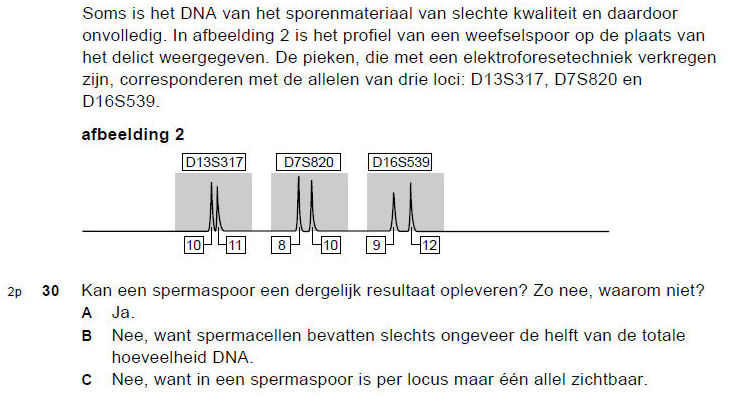 Soms is het DNA van het sporenmateriaal van slechte kwaliteit en daardoor
onvolledig. In afbeelding 2 is het profiel van een weefselspoor op de plaats van
het delict weergegeven. De pieken, die met een elektroforesetechniek verkregen
zijn, corresponderen met de allelen van drie loci: D13S317, D7S820 en
D16S539.
afbeelding 2
D13S317 D7S820 D16S539
10 11 8 10 9 12
2p 30 Kan een spermaspoor een dergelijk resultaat opleveren? Zo nee, waarom niet?
A Ja.
B Nee, want spermacellen bevatten slechts ongeveer de helft van de totale
hoeveelheid DNA.
C Nee, want in een spermaspoor is per locus maar één allel zichtbaar.